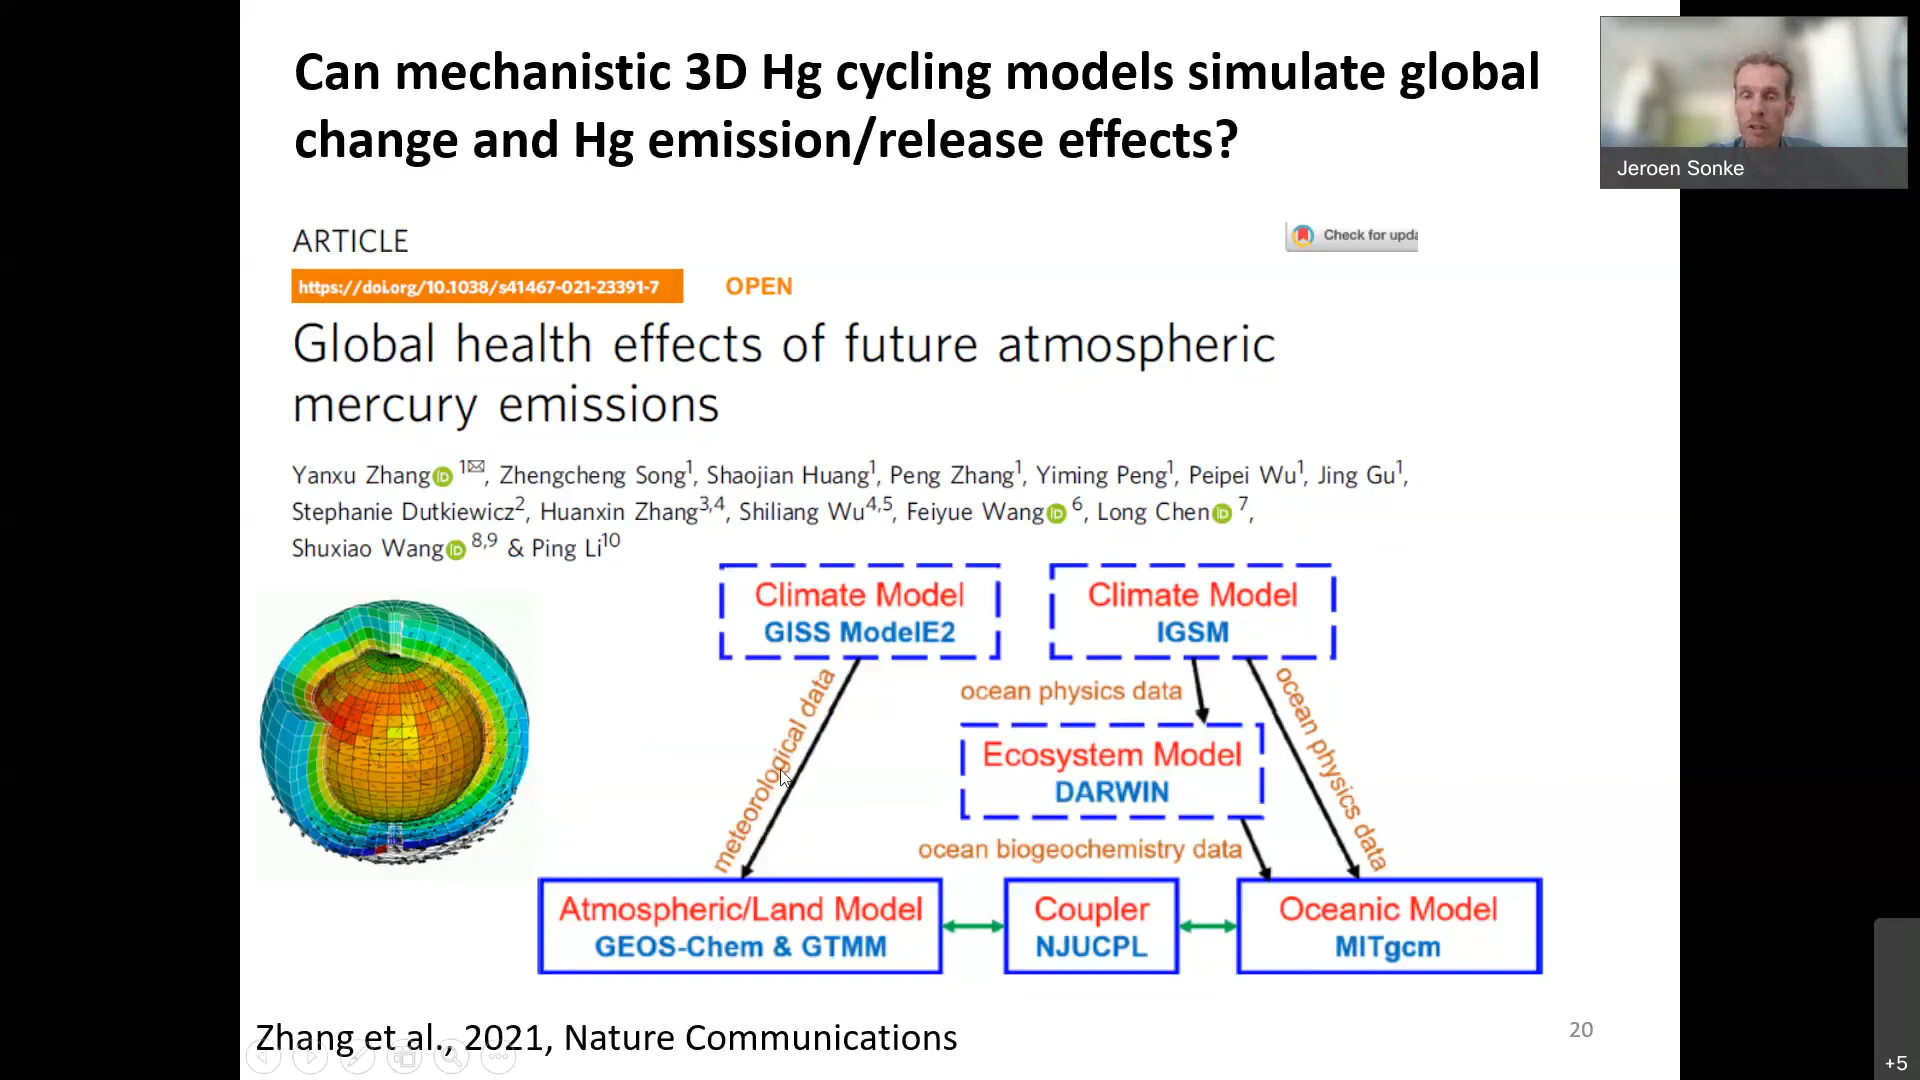 Can mechanistic 3D Hg cycling models simulate global
change and Hg emission/release effects?
Jeroen Sonke
ARTICLE
Check for upda
https://doi.org/10.1038/s41467-021-23391-7
OPEN
Global health effects of future atmospheric
mercury emissions
Yanxu Zhang 1✉, Zhengcheng Song1, Shaojian Huang1, Peng Zhang1, Yiming Peng1, Peipei Wu1, Jing Gu1,
Stephanie Dutkiewicz2, Huanxin Zhang3,4, Shiliang Wu4,5, Feiyue Wang 6, Long Chen 7,
Shuxiao Wang 8,9 & Ping Li10
Climate Model
GISS ModelE2
Climate Model
IGSM
meteorological data
ocean physics data
ocean physics data
Ecosystem Model
DARWIN
ocean biogeochemistry data
Atmospheric/Land Model
GEOS-Chem & GTMM
Coupler
NJUCPL
Oceanic Model
MITgcm
Zhang et al., 2021, Nature Communications
20
+5